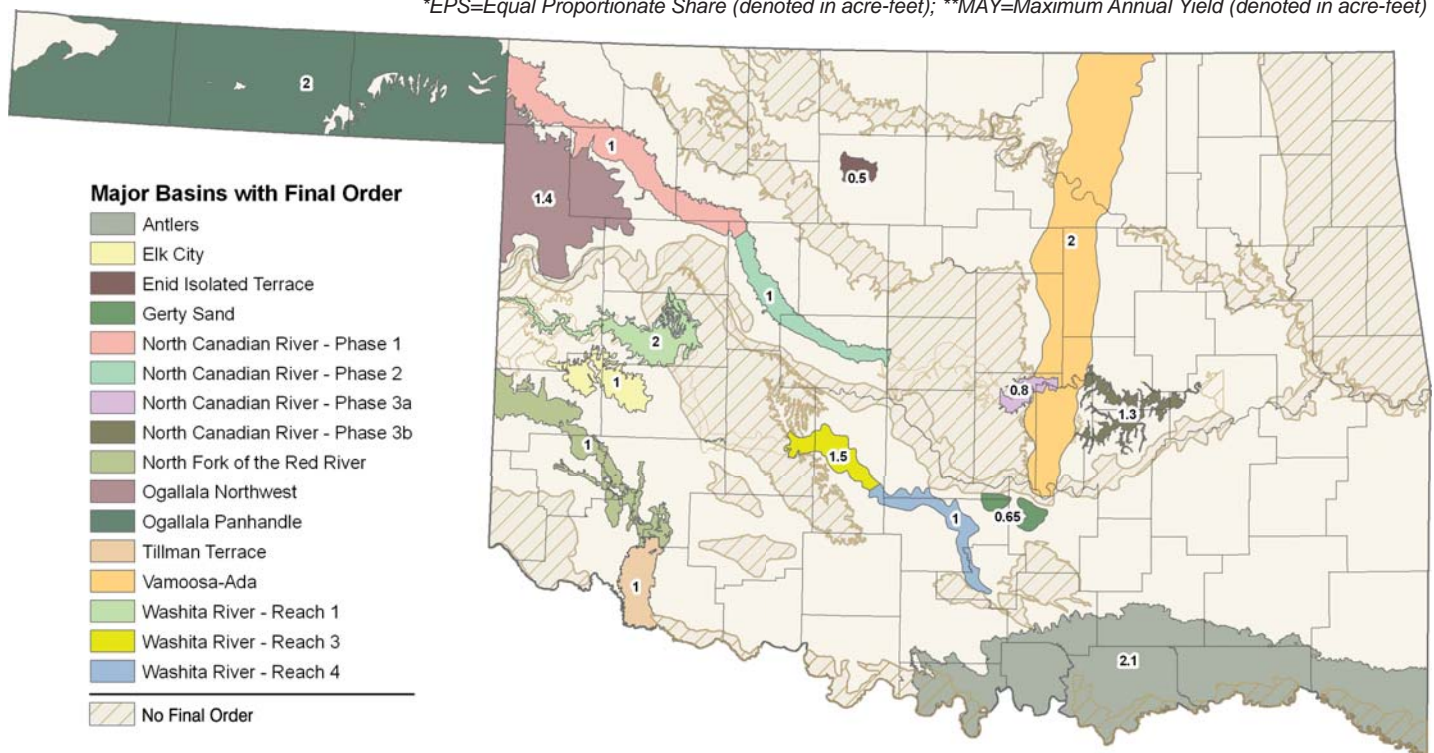 *EPS=Equal Proportionate Share (denoted in acre-feet); **MAY=Maximum Annual Yield (denoted in acre-feet)
2
1
0.5
1.4
2
1
2
1
0.8
1.3
1
1.5
1
0.65
1
2.1
Major Basins with Final Order
Antlers
Elk City
Enid Isolated Terrace
Gerty Sand
North Canadian River - Phase 1
North Canadian River - Phase 2
North Canadian River - Phase 3a
North Canadian River - Phase 3b
North Fork of the Red River
Ogallala Northwest
Ogallala Panhandle
Tillman Terrace
Vamoosa-Ada
Washita River - Reach 1
Washita River - Reach 3
Washita River - Reach 4
No Final Order